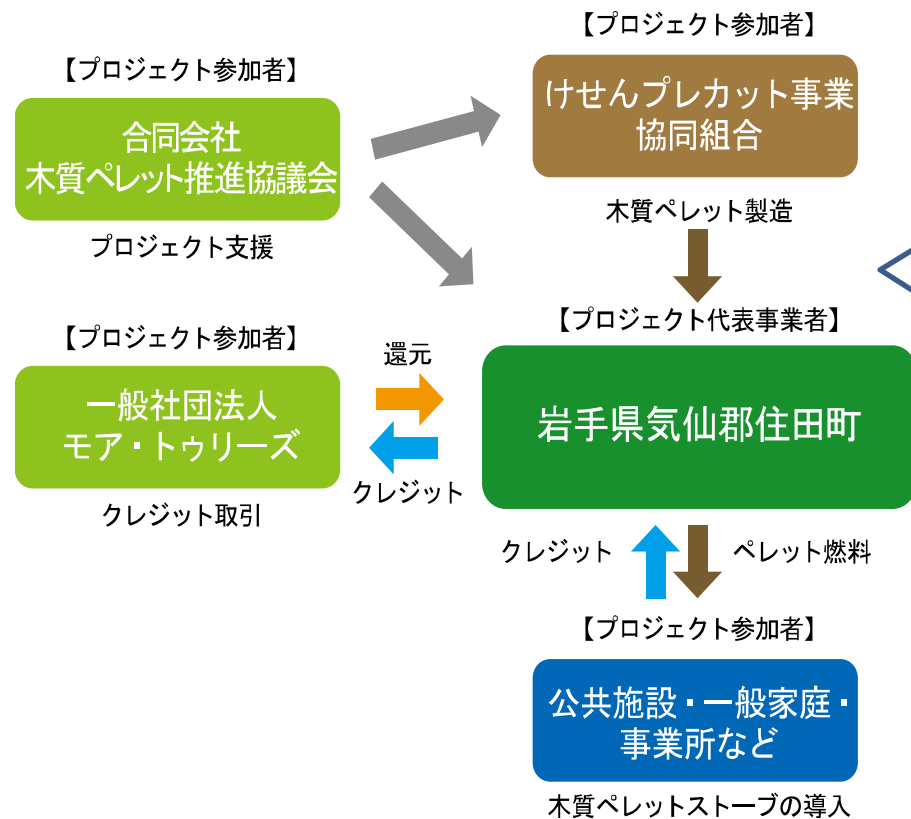 【プロジェクト参加者】
けせんプレカット事業
協同組合
木質ペレット製造
【プロジェクト参加者】
合同会社
木質ペレット推進協議会
プロジェクト支援
【プロジェクト代表事業者】
岩手県気仙郡住田町
【プロジェクト参加者】
一般社団法人
モア・トゥリーズ
クレジット取引
還元
クレジット
クレジット
ペレット燃料
【プロジェクト参加者】
公共施設・一般家庭・
事業所など
木質ペレットストーブの導入